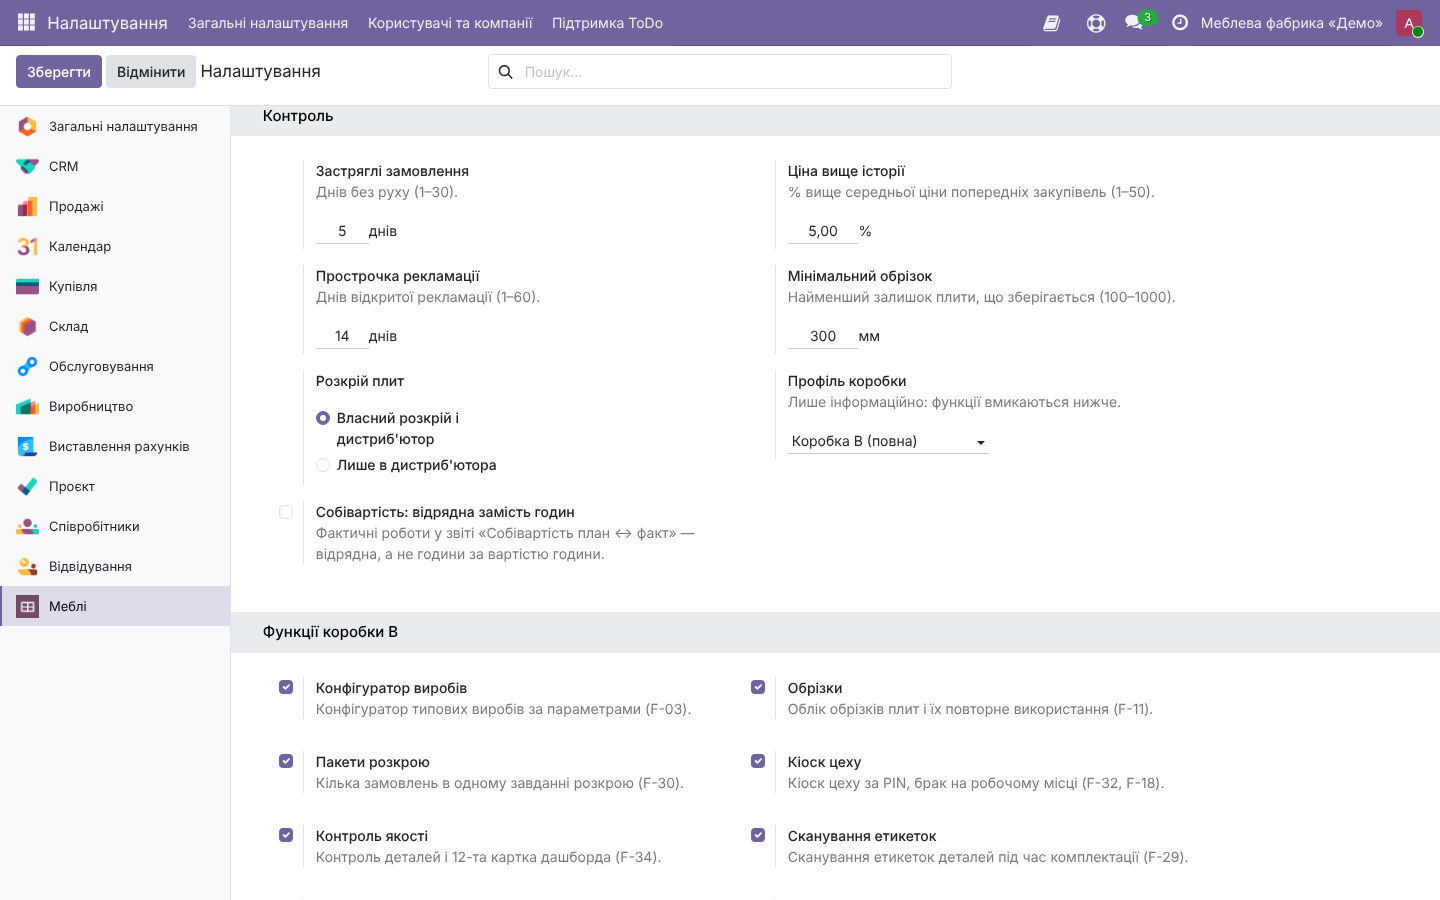 Налаштування
Загальні налаштування
Користувачі та компанії
Підтримка ToDo
3
Меблева фабрика «Демо»
A
Зберегти
Відмінити
Налаштування
Пошук...
Загальні налаштування
CRM
Продажі
31 Календар
Купівля
Склад
Обслуговування
Виробництво
$ Виставлення рахунків
Проєкт
Співробітники
Відвідування
Меблі
Контроль
Застряглі замовлення
Днів без руху (1–30).
5 днів
Ціна вище історії
% вище середньої ціни попередніх закупівель (1–50).
5,00 %
Прострочка рекламації
Днів відкритої рекламації (1–60).
14 днів
Мінімальний обрізок
Найменший залишок плити, що зберігається (100–1000).
300 мм
Розкрій плит
Власний розкрій і
дистриб'ютор
Лише в дистриб'ютора
Профіль коробки
Лише інформаційно: функції вмикаються нижче.
Коробка B (повна)
Собівартість: відрядна замість годин
Фактичні роботи у звіті «Собівартість план ↔ факт» —
відрядна, а не години за вартістю години.
Функції коробки B
Конфігуратор виробів
Конфігуратор типових виробів за параметрами (F-03).
Обрізки
Облік обрізків плит і їх повторне використання (F-11).
Пакети розкрою
Кілька замовлень в одному завданні розкрою (F-30).
Кіоск цеху
Кіоск цеху за PIN, брак на робочому місці (F-32, F-18).
Контроль якості
Контроль деталей і 12-та картка дашборда (F-34).
Сканування етикеток
Сканування етикеток деталей під час комплектації (F-29).